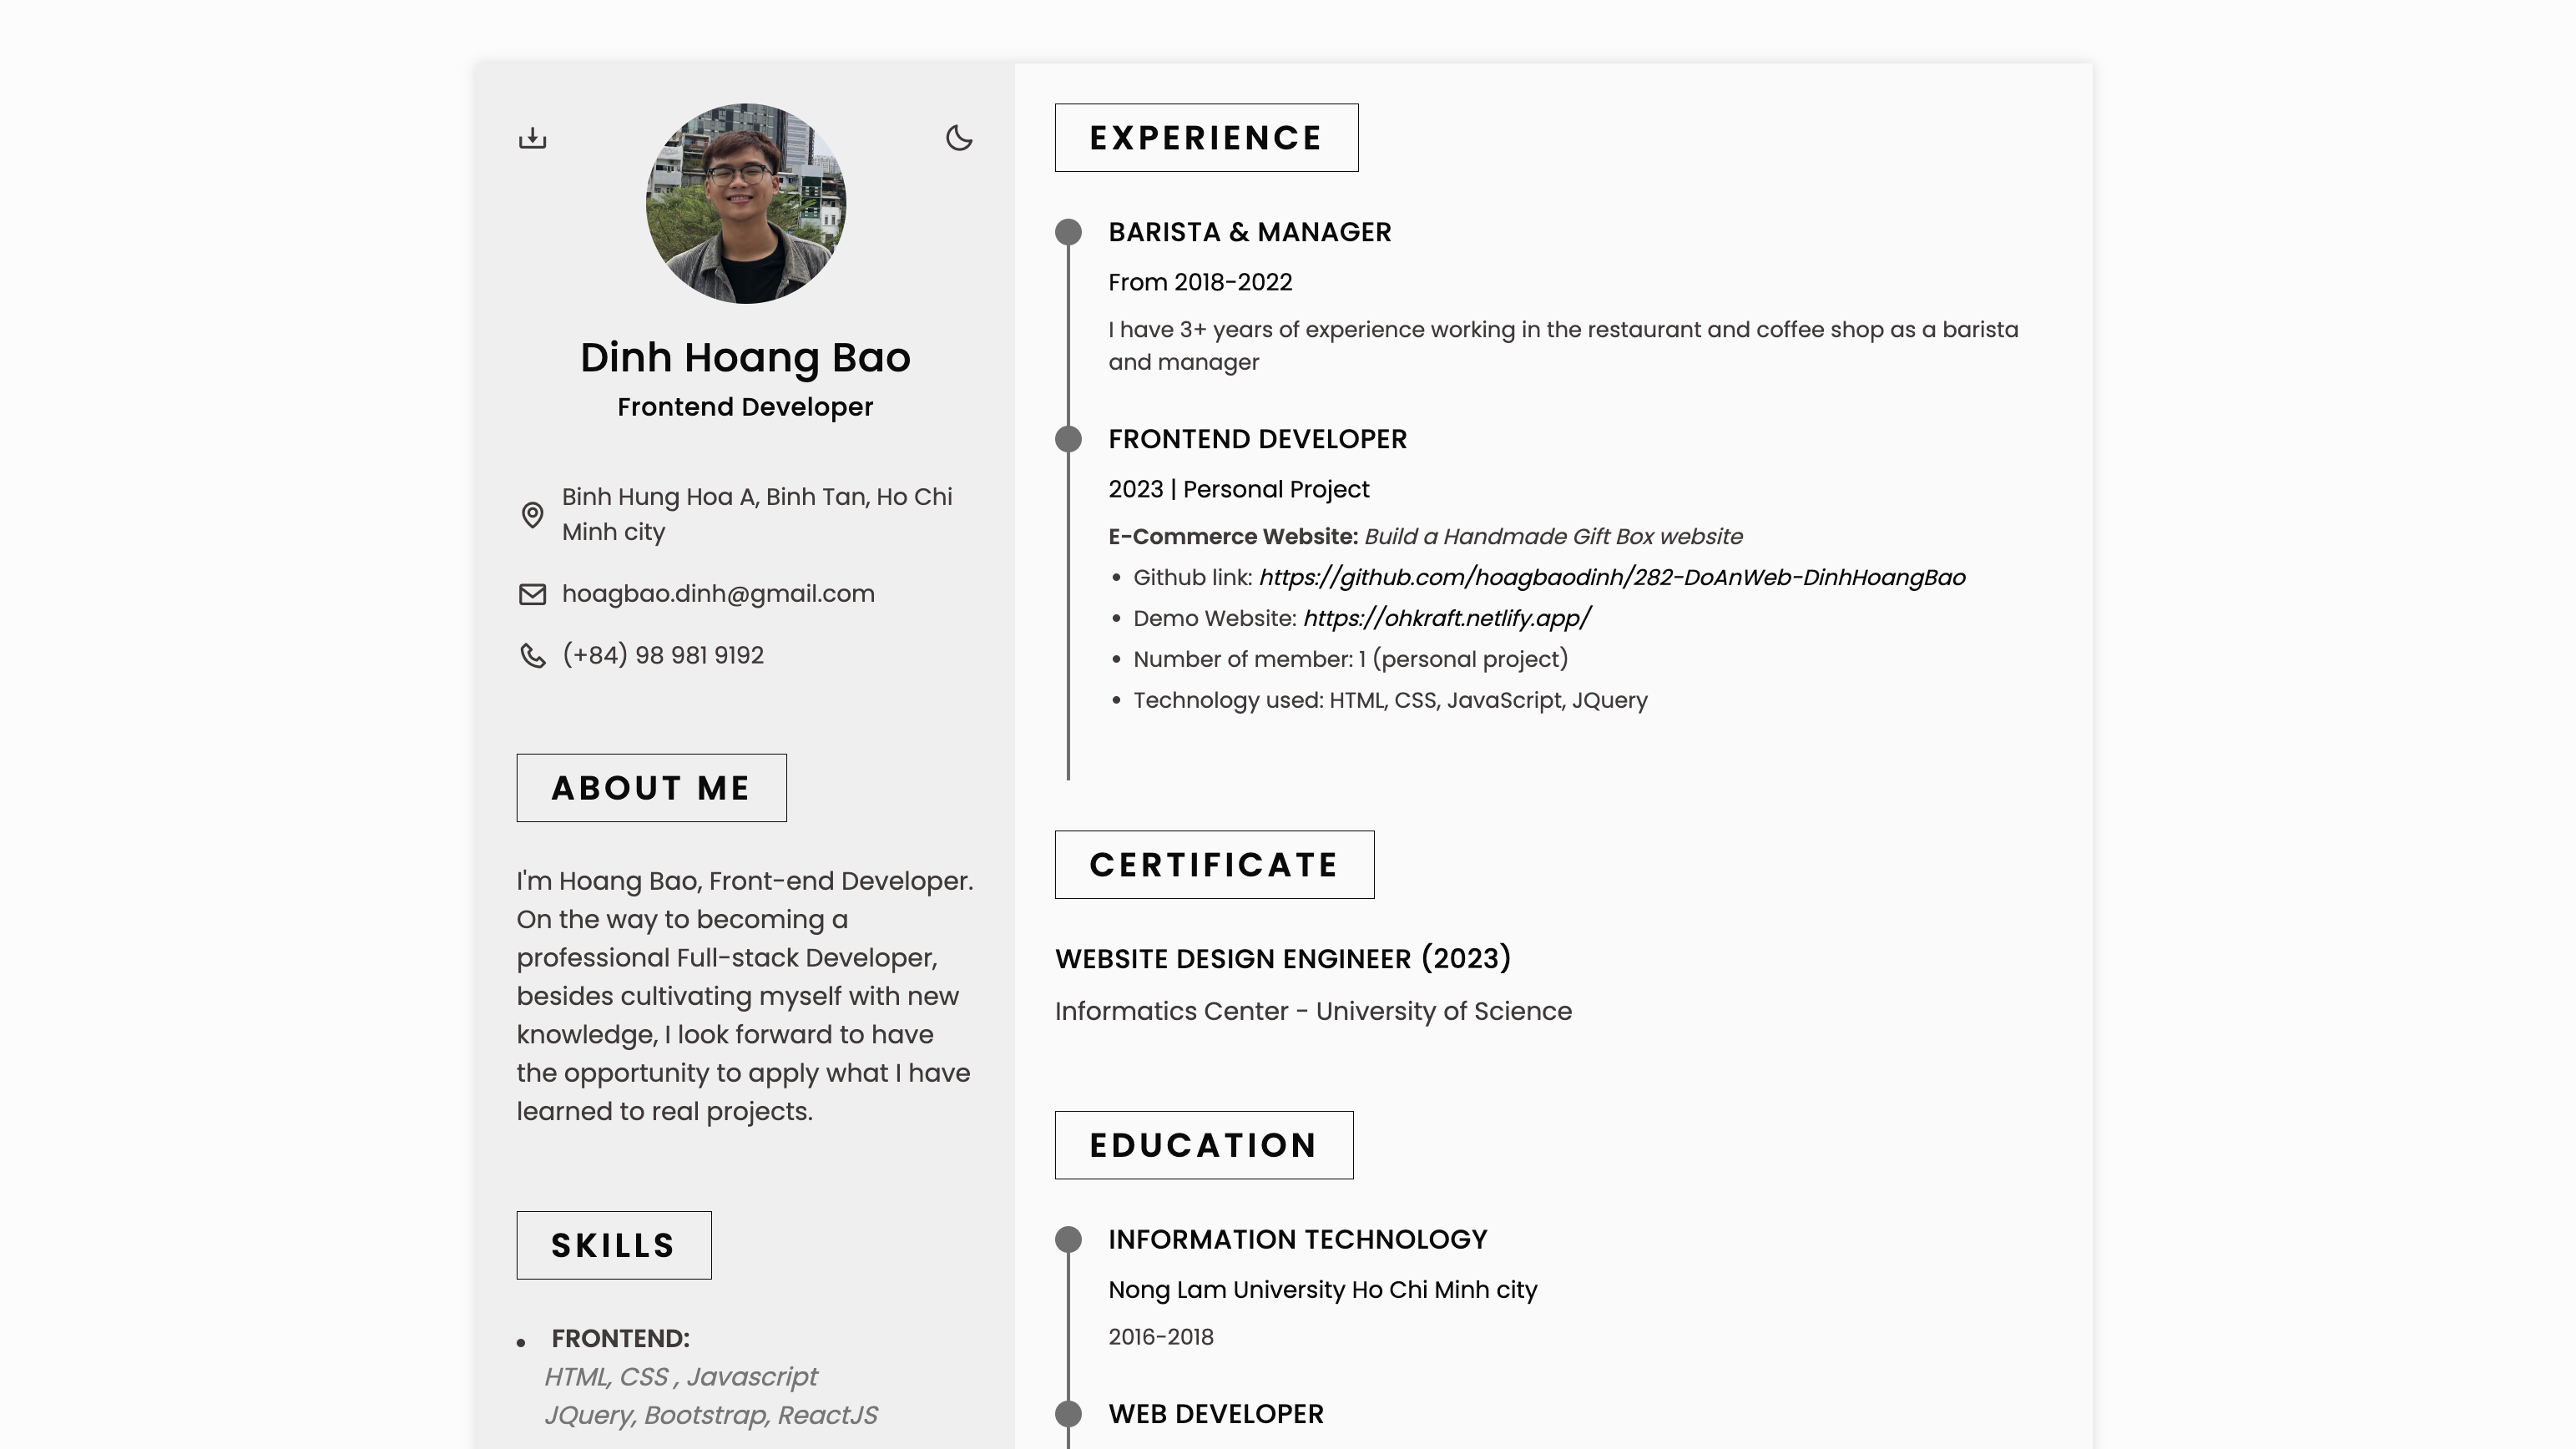 Dinh Hoang Bao
Frontend Developer
Binh Hung Hoa A, Binh Tan, Ho Chi
Minh city
hoagbao.dinh@gmail.com
(+84) 98 981 9192
ABOUT ME
I'm Hoang Bao, Front-end Developer.
On the way to becoming a
professional Full-stack Developer,
besides cultivating myself with new
knowledge, I look forward to have
the opportunity to apply what I have
learned to real projects.
SKILLS
• FRONTEND:
HTML, CSS , Javascript
JQuery, Bootstrap, ReactJS
EXPERIENCE
BARISTA & MANAGER
From 2018-2022
I have 3+ years of experience working in the restaurant and coffee shop as a barista
and manager
FRONTEND DEVELOPER
2023 | Personal Project
E-Commerce Website: Build a Handmade Gift Box website
• Github link: https://github.com/hoagbaodinh/282-DoAnWeb-DinhHoangBao
• Demo Website: https://ohkraft.netlify.app/
• Number of member: 1 (personal project)
• Technology used: HTML, CSS, JavaScript, JQuery
CERTIFICATE
WEBSITE DESIGN ENGINEER (2023)
Informatics Center - University of Science
EDUCATION
INFORMATION TECHNOLOGY
Nong Lam University Ho Chi Minh city
2016-2018
WEB DEVELOPER